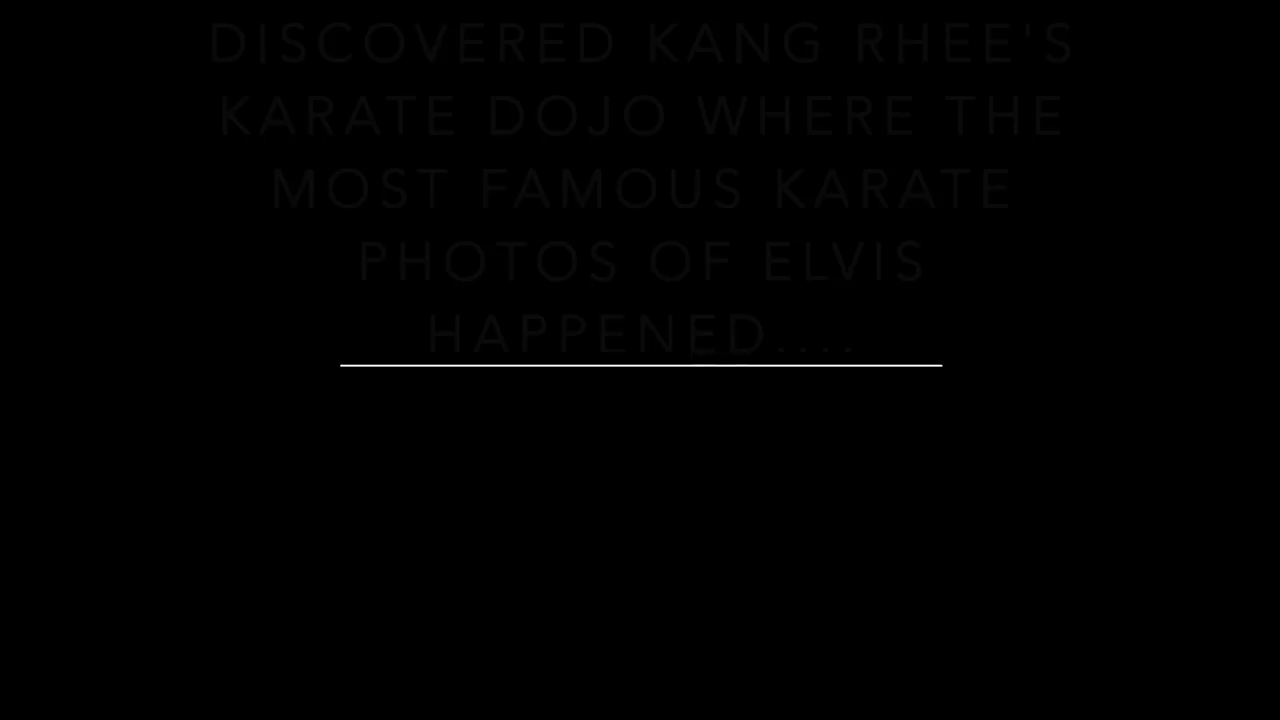 DISCOVERED KANG RHEE'S
KARATE DOJO WHERE THE
MOST FAMOUS KARATE
PHOTOS OF ELVIS
HAPPENED....